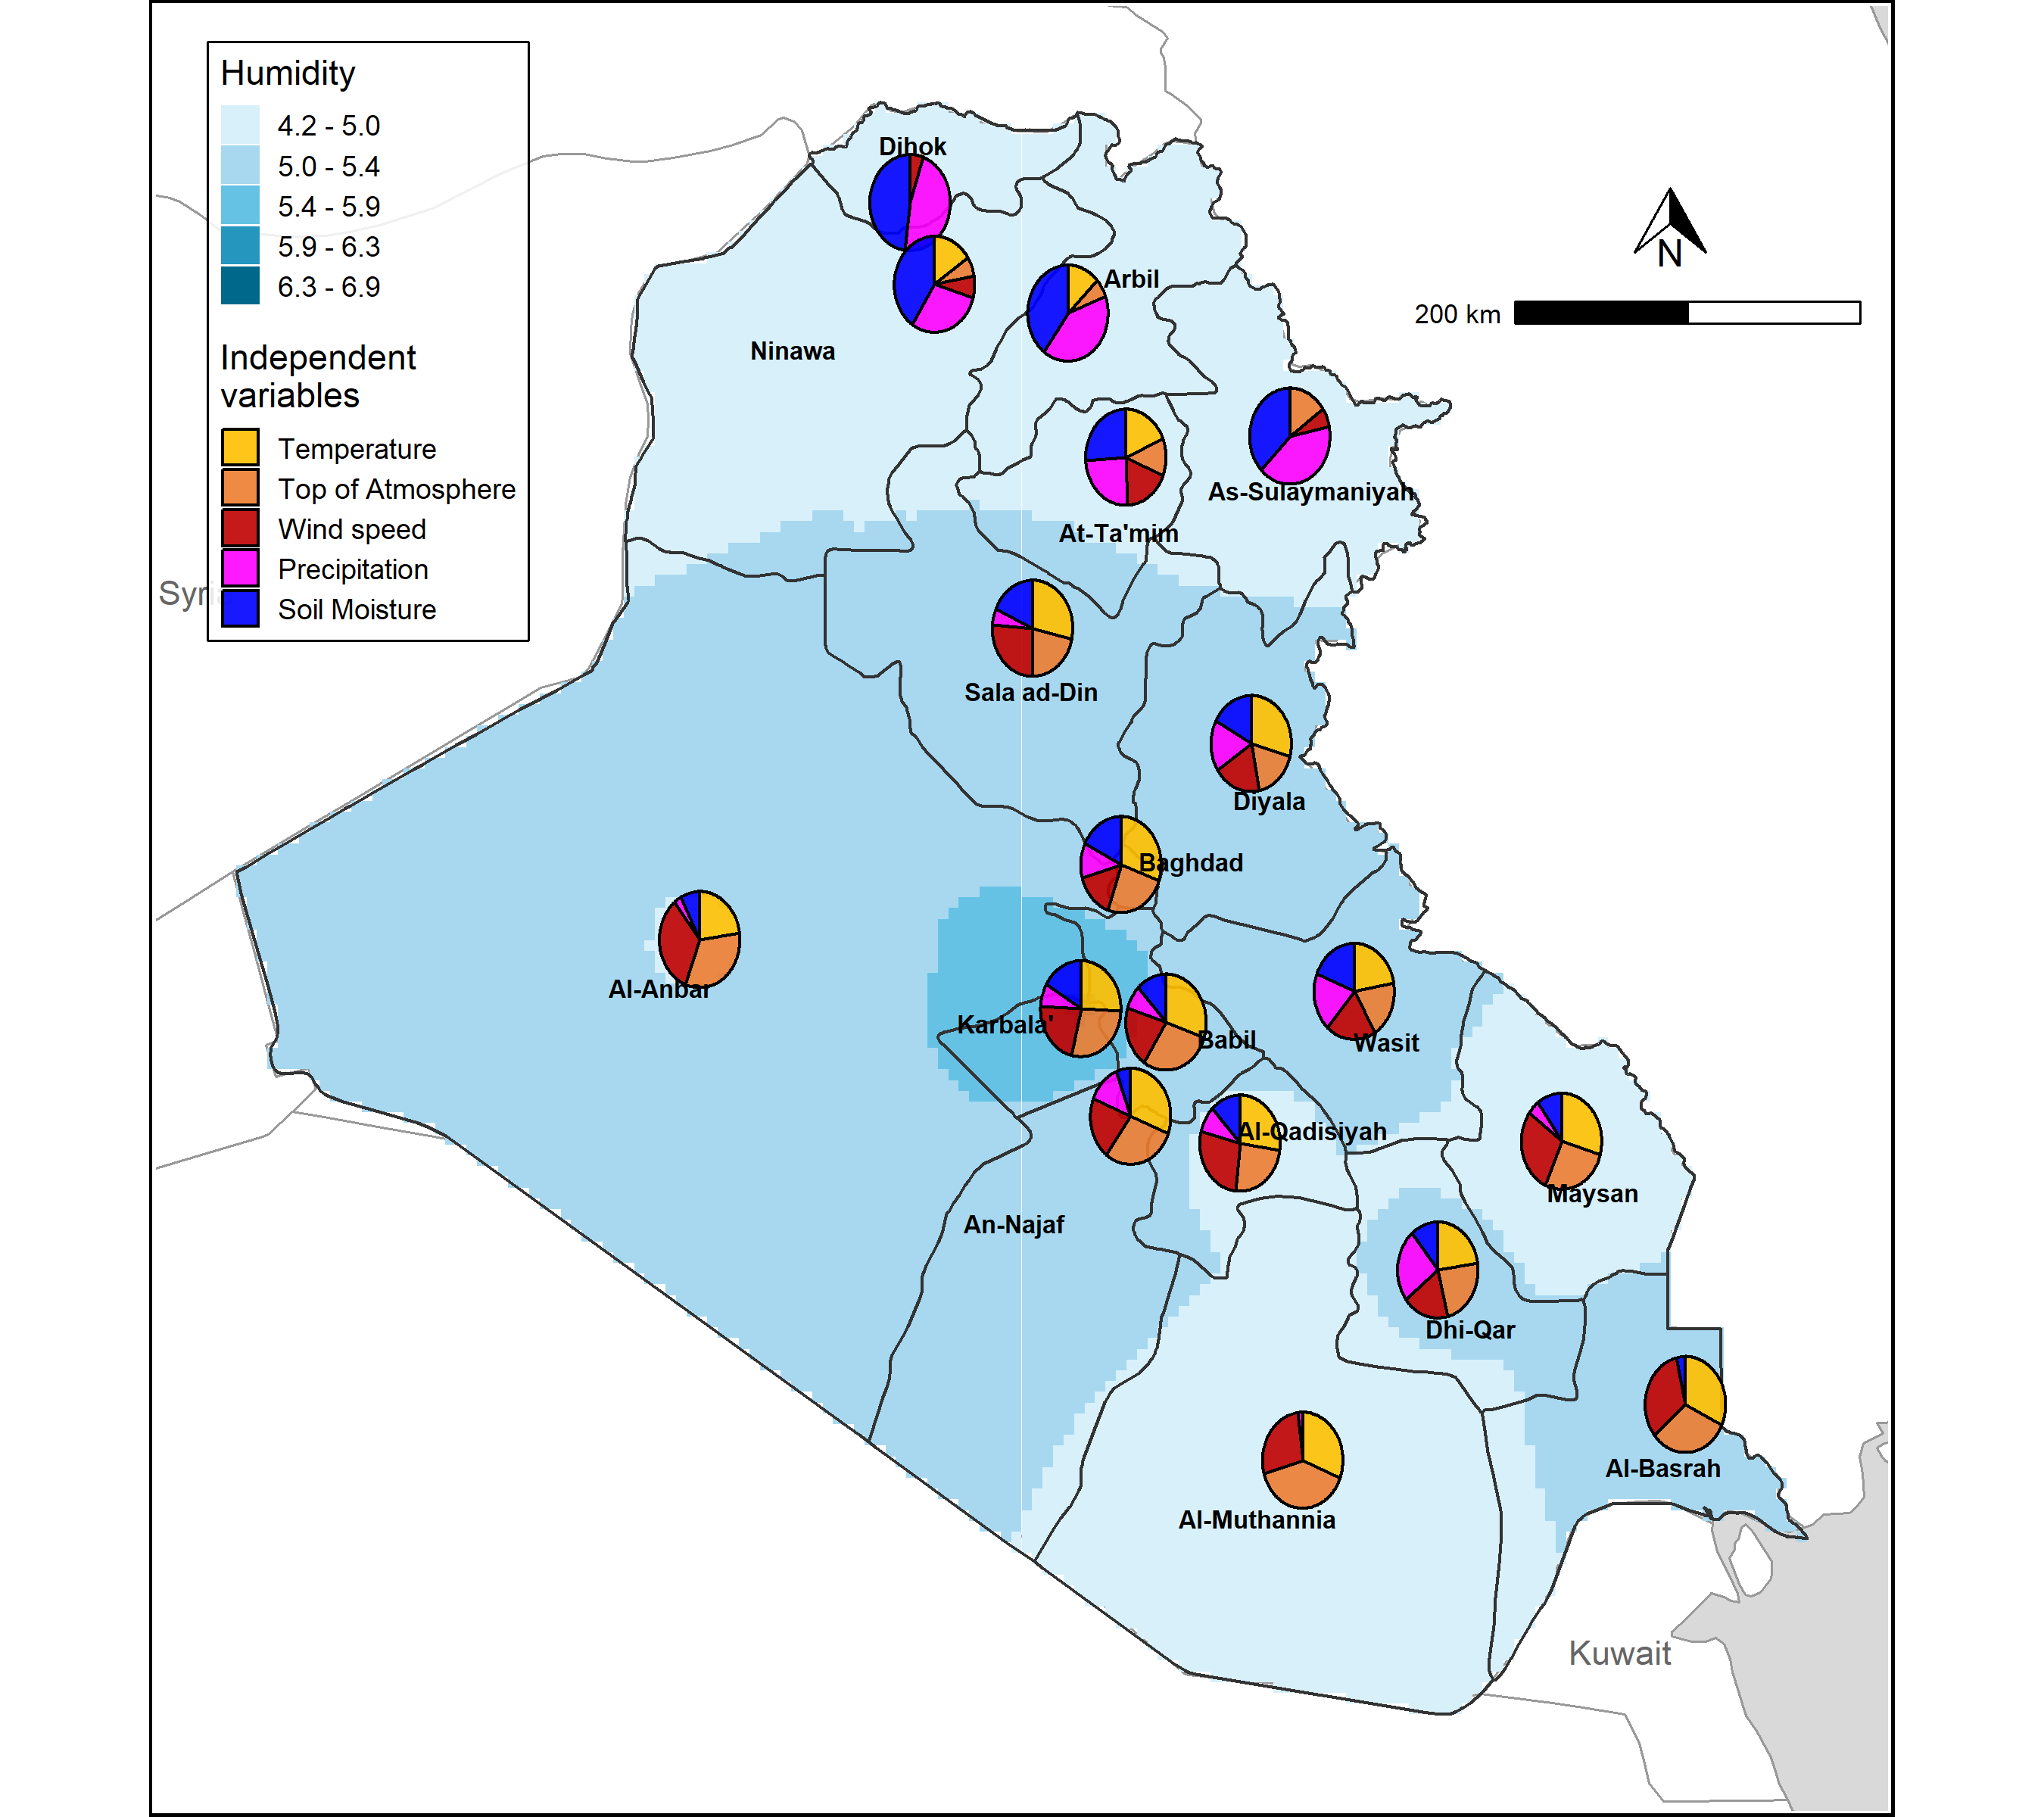 Humidity
4.2 - 5.0
5.0 - 5.4
5.4 - 5.9
5.9 - 6.3
6.3 - 6.9
Independent
variables
Temperature
Top of Atmosphere
Wind speed
Precipitation
Soil Moisture
N
200 km
Dihok
Arbil
Ninawa
As-Sulaymaniyah
At-Ta'mim
Syria
Sala ad-Din
Diyala
Baghdad
Al-Anbar
Karbala'
Babil
Wasit
Al-Qadisiyah
Maysan
An-Najaf
Dhi-Qar
Al-Basrah
Al-Muthannia
Kuwait